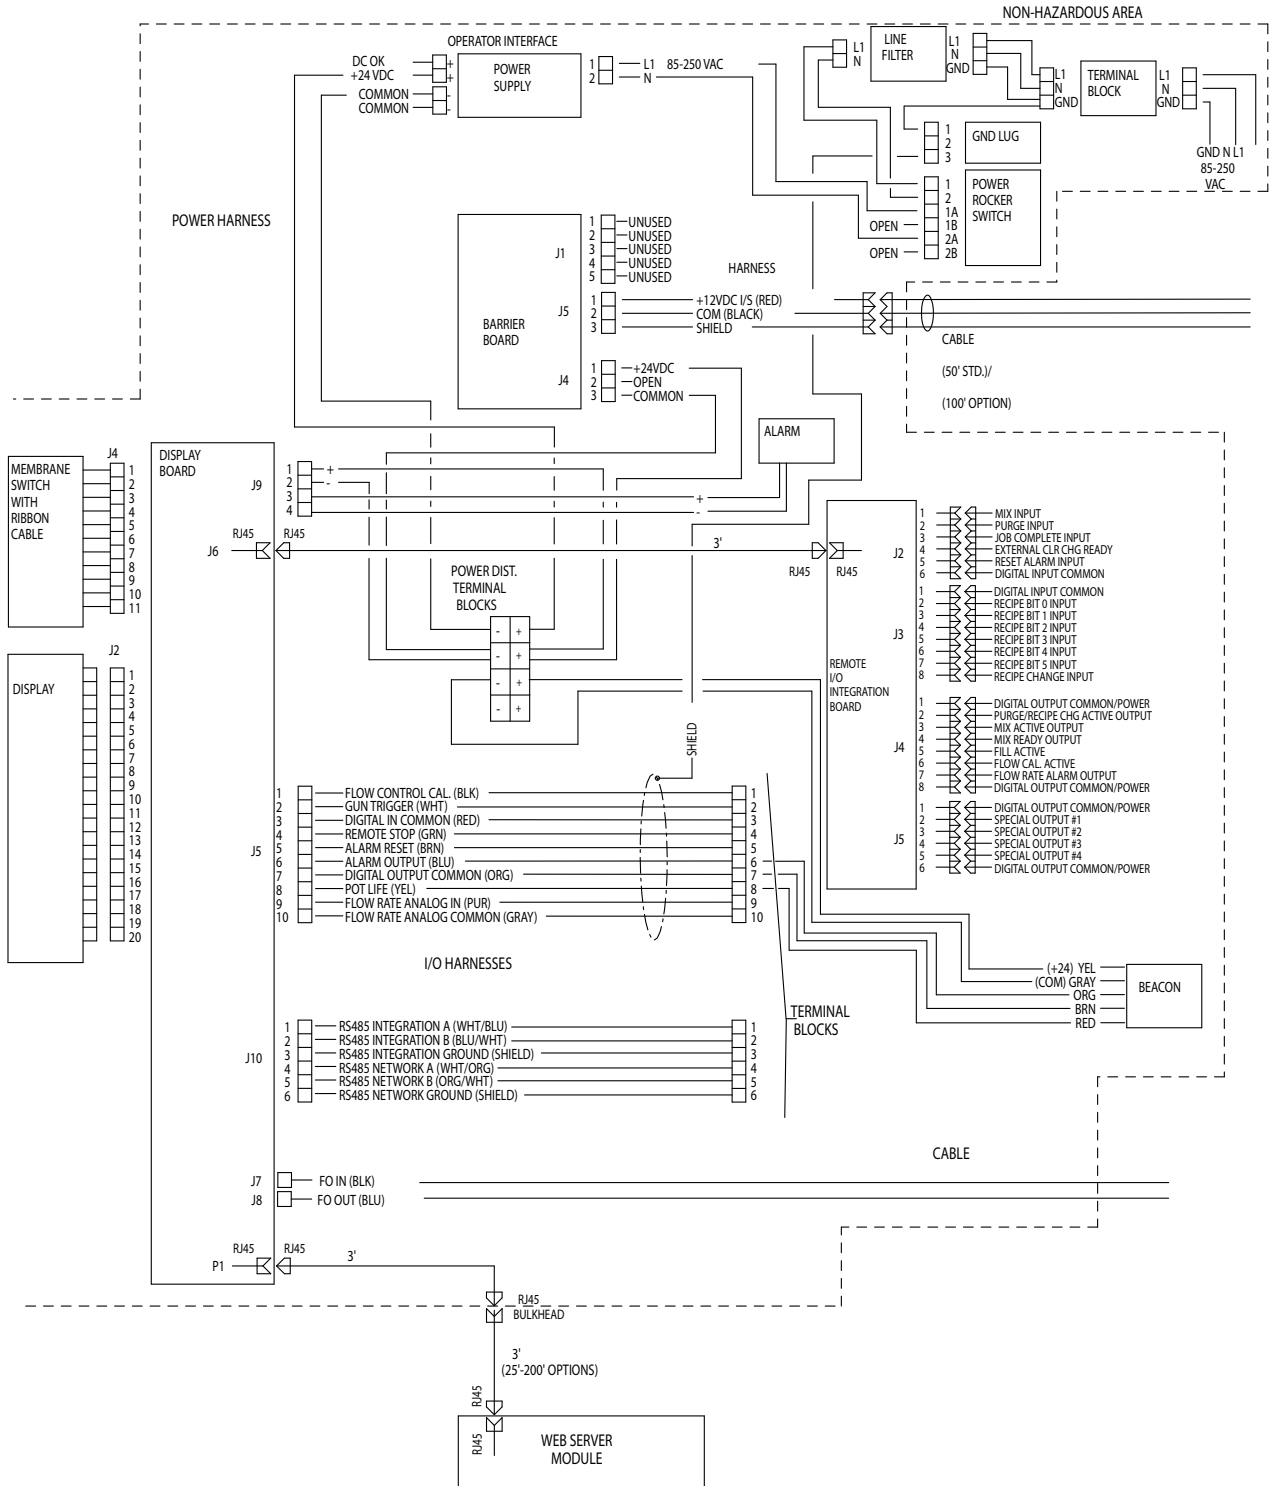 NON-HAZARDOUS AREA
OPERATOR INTERFACE
DC OK
+24 VDC
COMMON
COMMON
+
+
-
-
POWER
SUPPLY
1 L1 85-250 VAC
2 N
L1
N
LINE
FILTER
L1
N
GND
L1
N
GND
TERMINAL
BLOCK
L1
N
GND
GND N L1
85-250
VAC
1
2
3
GND LUG
1
2
1A
OPEN 1B
2A
OPEN 2B
POWER
ROCKER
SWITCH
POWER HARNESS
BARRIER
BOARD
J1
1 UNUSED
2 UNUSED
3 UNUSED
4 UNUSED
5 UNUSED
HARNESS
J5
1 +12VDC I/S (RED)
2 COM (BLACK)
3 SHIELD
CABLE
(50' STD.)/
(100' OPTION)
J4
1 +24VDC
2 OPEN
3 COMMON
ALARM
+
-
MEMBRANE
SWITCH
WITH
RIBBON
CABLE
J4
1
2
3
4
5
6
7
8
9
10
11
DISPLAY
BOARD
J9
1 +
2 -
3
4
J6
RJ45 RJ45
3'
RJ45 RJ45
POWER DIST.
TERMINAL
BLOCKS
- +
- +
- +
- +
DISPLAY
J2
1
2
3
4
5
6
7
8
9
10
11
12
13
14
15
16
17
18
19
20
REMOTE
I/O
INTEGRATION
BOARD
J2
1 MIX INPUT
2 PURGE INPUT
3 JOB COMPLETE INPUT
4 EXTERNAL CLR CHG READY
5 RESET ALARM INPUT
6 DIGITAL INPUT COMMON
J3
1 DIGITAL INPUT COMMON
2 RECIPE BIT 0 INPUT
3 RECIPE BIT 1 INPUT
4 RECIPE BIT 2 INPUT
5 RECIPE BIT 3 INPUT
6 RECIPE BIT 4 INPUT
7 RECIPE BIT 5 INPUT
8 RECIPE CHANGE INPUT
J4
1 DIGITAL OUTPUT COMMON/POWER
2 PURGE/RECIPE CHG ACTIVE OUTPUT
3 MIX ACTIVE OUTPUT
4 MIX READY OUTPUT
5 FILL ACTIVE
6 FLOW CAL. ACTIVE
7 FLOW RATE ALARM OUTPUT
8 DIGITAL OUTPUT COMMON/POWER
J5
1 DIGITAL OUTPUT COMMON/POWER
2 SPECIAL OUTPUT #1
3 SPECIAL OUTPUT #2
4 SPECIAL OUTPUT #3
5 SPECIAL OUTPUT #4
6 DIGITAL OUTPUT COMMON/POWER
SHIELD
J5
1 FLOW CONTROL CAL. (BLK) 1
2 GUN TRIGGER (WHT) 2
3 DIGITAL IN COMMON (RED) 3
4 REMOTE STOP (GRN) 4
5 ALARM RESET (BRN) 5
6 ALARM OUTPUT (BLU) 6
7 DIGITAL OUTPUT COMMON (ORG) 7
8 POT LIFE (YEL) 8
9 FLOW RATE ANALOG IN (PUR) 9
10 FLOW RATE ANALOG COMMON (GRAY) 10
I/O HARNESSES
(+24) YEL
(COM) GRAY
ORG
BRN
RED
BEACON
TERMINAL
BLOCKS
J10
1 RS485 INTEGRATION A (WHT/BLU) 1
2 RS485 INTEGRATION B (BLU/WHT) 2
3 RS485 INTEGRATION GROUND (SHIELD) 3
4 RS485 NETWORK A (WHT/ORG) 4
5 RS485 NETWORK B (ORG/WHT) 5
6 RS485 NETWORK GROUND (SHIELD) 6
CABLE
J7 FO IN (BLK)
J8 FO OUT (BLU)
P1
RJ45 RJ45
3'
RJ45
BULKHEAD
3'
(25'-200' OPTIONS)
RJ45
RJ45
WEB SERVER
MODULE